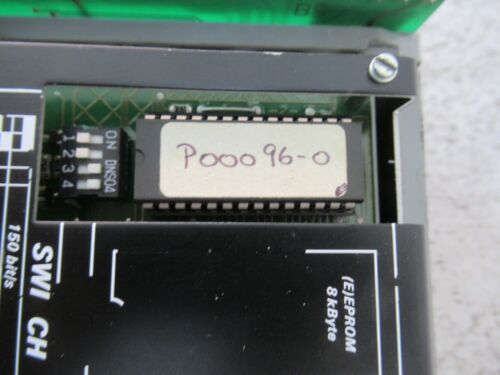 P00096-0
ON
1 2 3 4
DNS04
SWI CH
150 bit/s
(E)EPROM
8 kByte